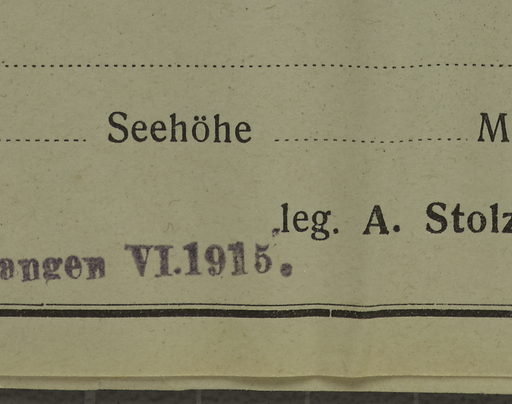 Seehöhe M
leg. A. Stolz
angen VI.1915.